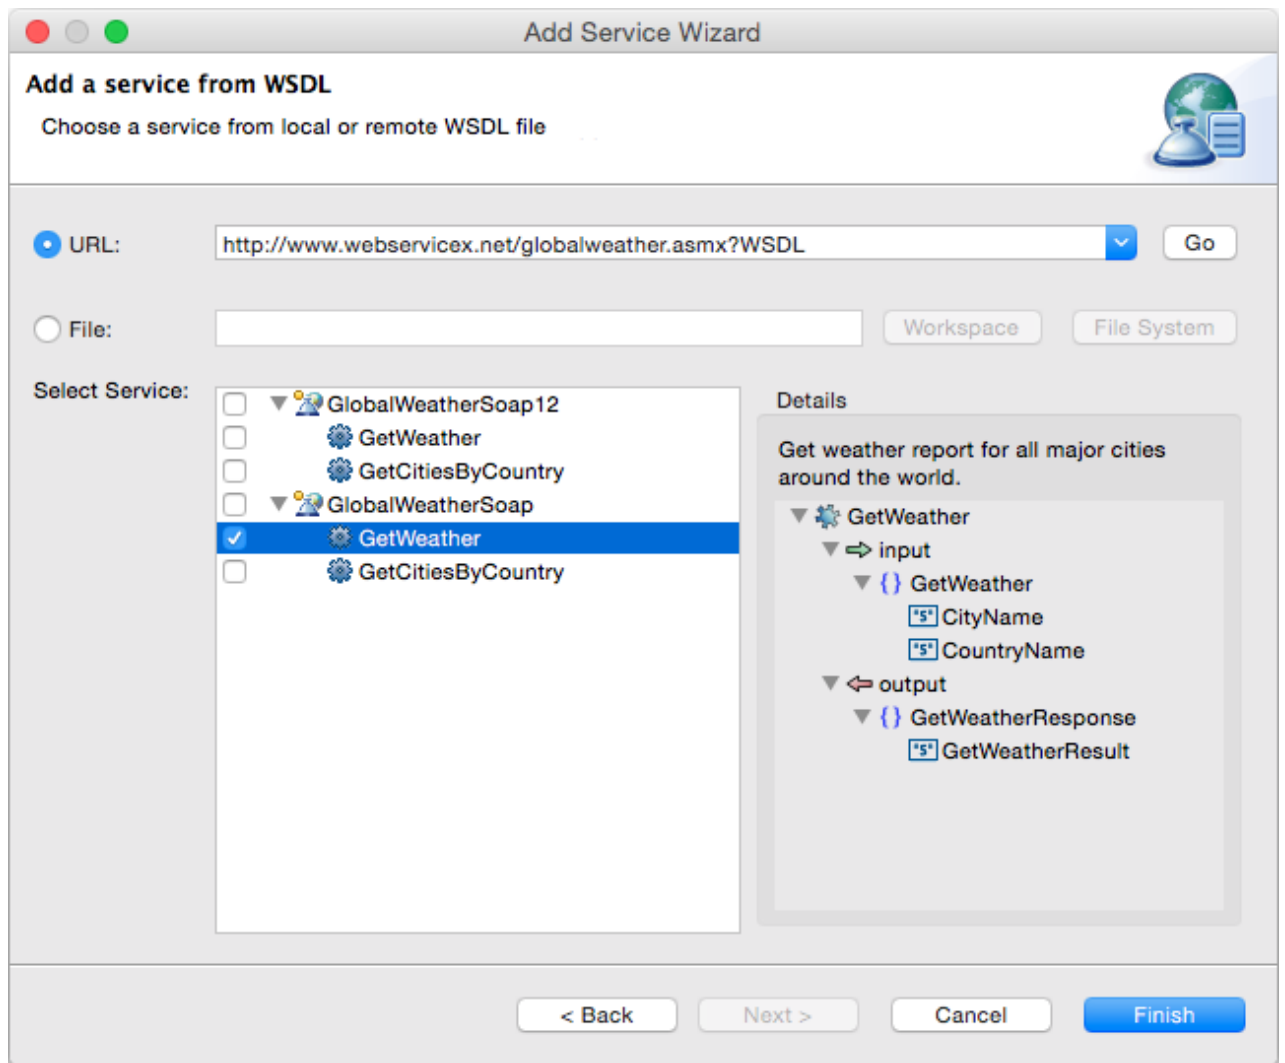 Add Service Wizard
Add a service from WSDL
Choose a service from local or remote WSDL file
URL:
http://www.webservicex.net/globalweather.asmx?WSDL
Go
File:
Workspace
File System
Select Service:
GlobalWeatherSoap12
GetWeather
GetCitiesByCountry
GlobalWeatherSoap
GetWeather
GetCitiesByCountry
Details
Get weather report for all major cities
around the world.
GetWeather
input
{} GetWeather
"S" CityName
"S" CountryName
output
{} GetWeatherResponse
"S" GetWeatherResult
< Back
Next >
Cancel
Finish